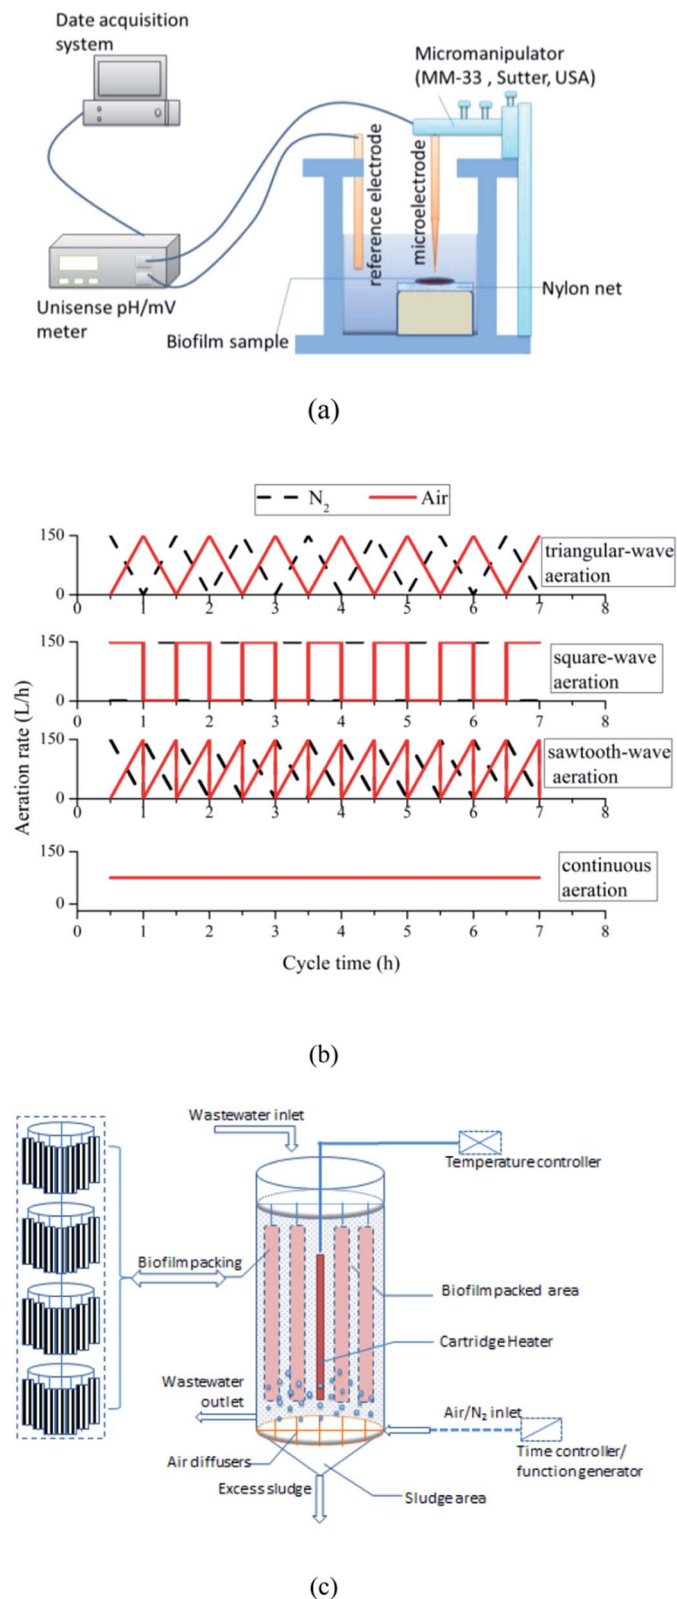 Date acquisition
system
Micromanipulator
(MM-33 , Sutter, USA)
reference electrode
microelectrode
Nylon net
Unisense pH/mV
meter
Biofilm sample
(a)
N2
Air
Aeration rate (L/h)
150
0
0 1 2 3 4 5 6 7 8
triangular-wave
aeration
150
0
0 1 2 3 4 5 6 7 8
square-wave
aeration
150
0
0 1 2 3 4 5 6 7 8
sawtooth-wave
aeration
150
0
0 1 2 3 4 5 6 7 8
continuous
aeration
Cycle time (h)
(b)
Wastewater inlet
Temperature controller
Biofilm packing
Biofilm packed area
Cartridge Heater
Wastewater
outlet
Air/N2 inlet
Time controller/
function generator
Air diffusers
Excess sludge
Sludge area
(c)